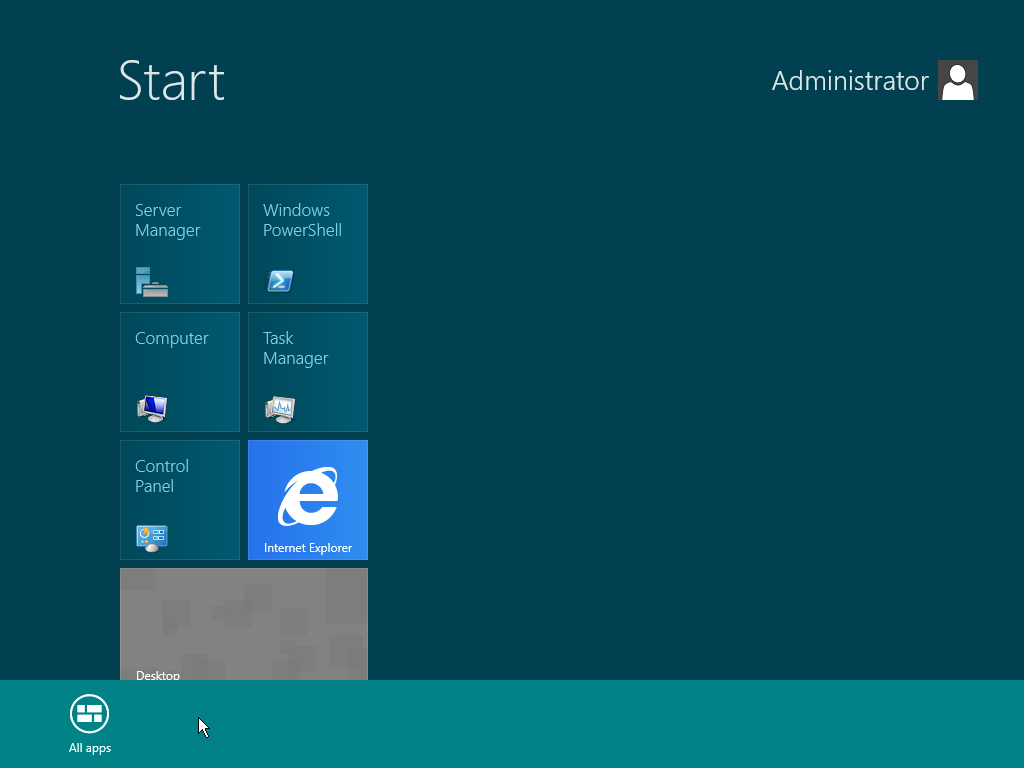 Start
Administrator
Server
Manager
Windows
PowerShell
Computer
Task
Manager
Control
Panel
Internet Explorer
Desktop
All apps